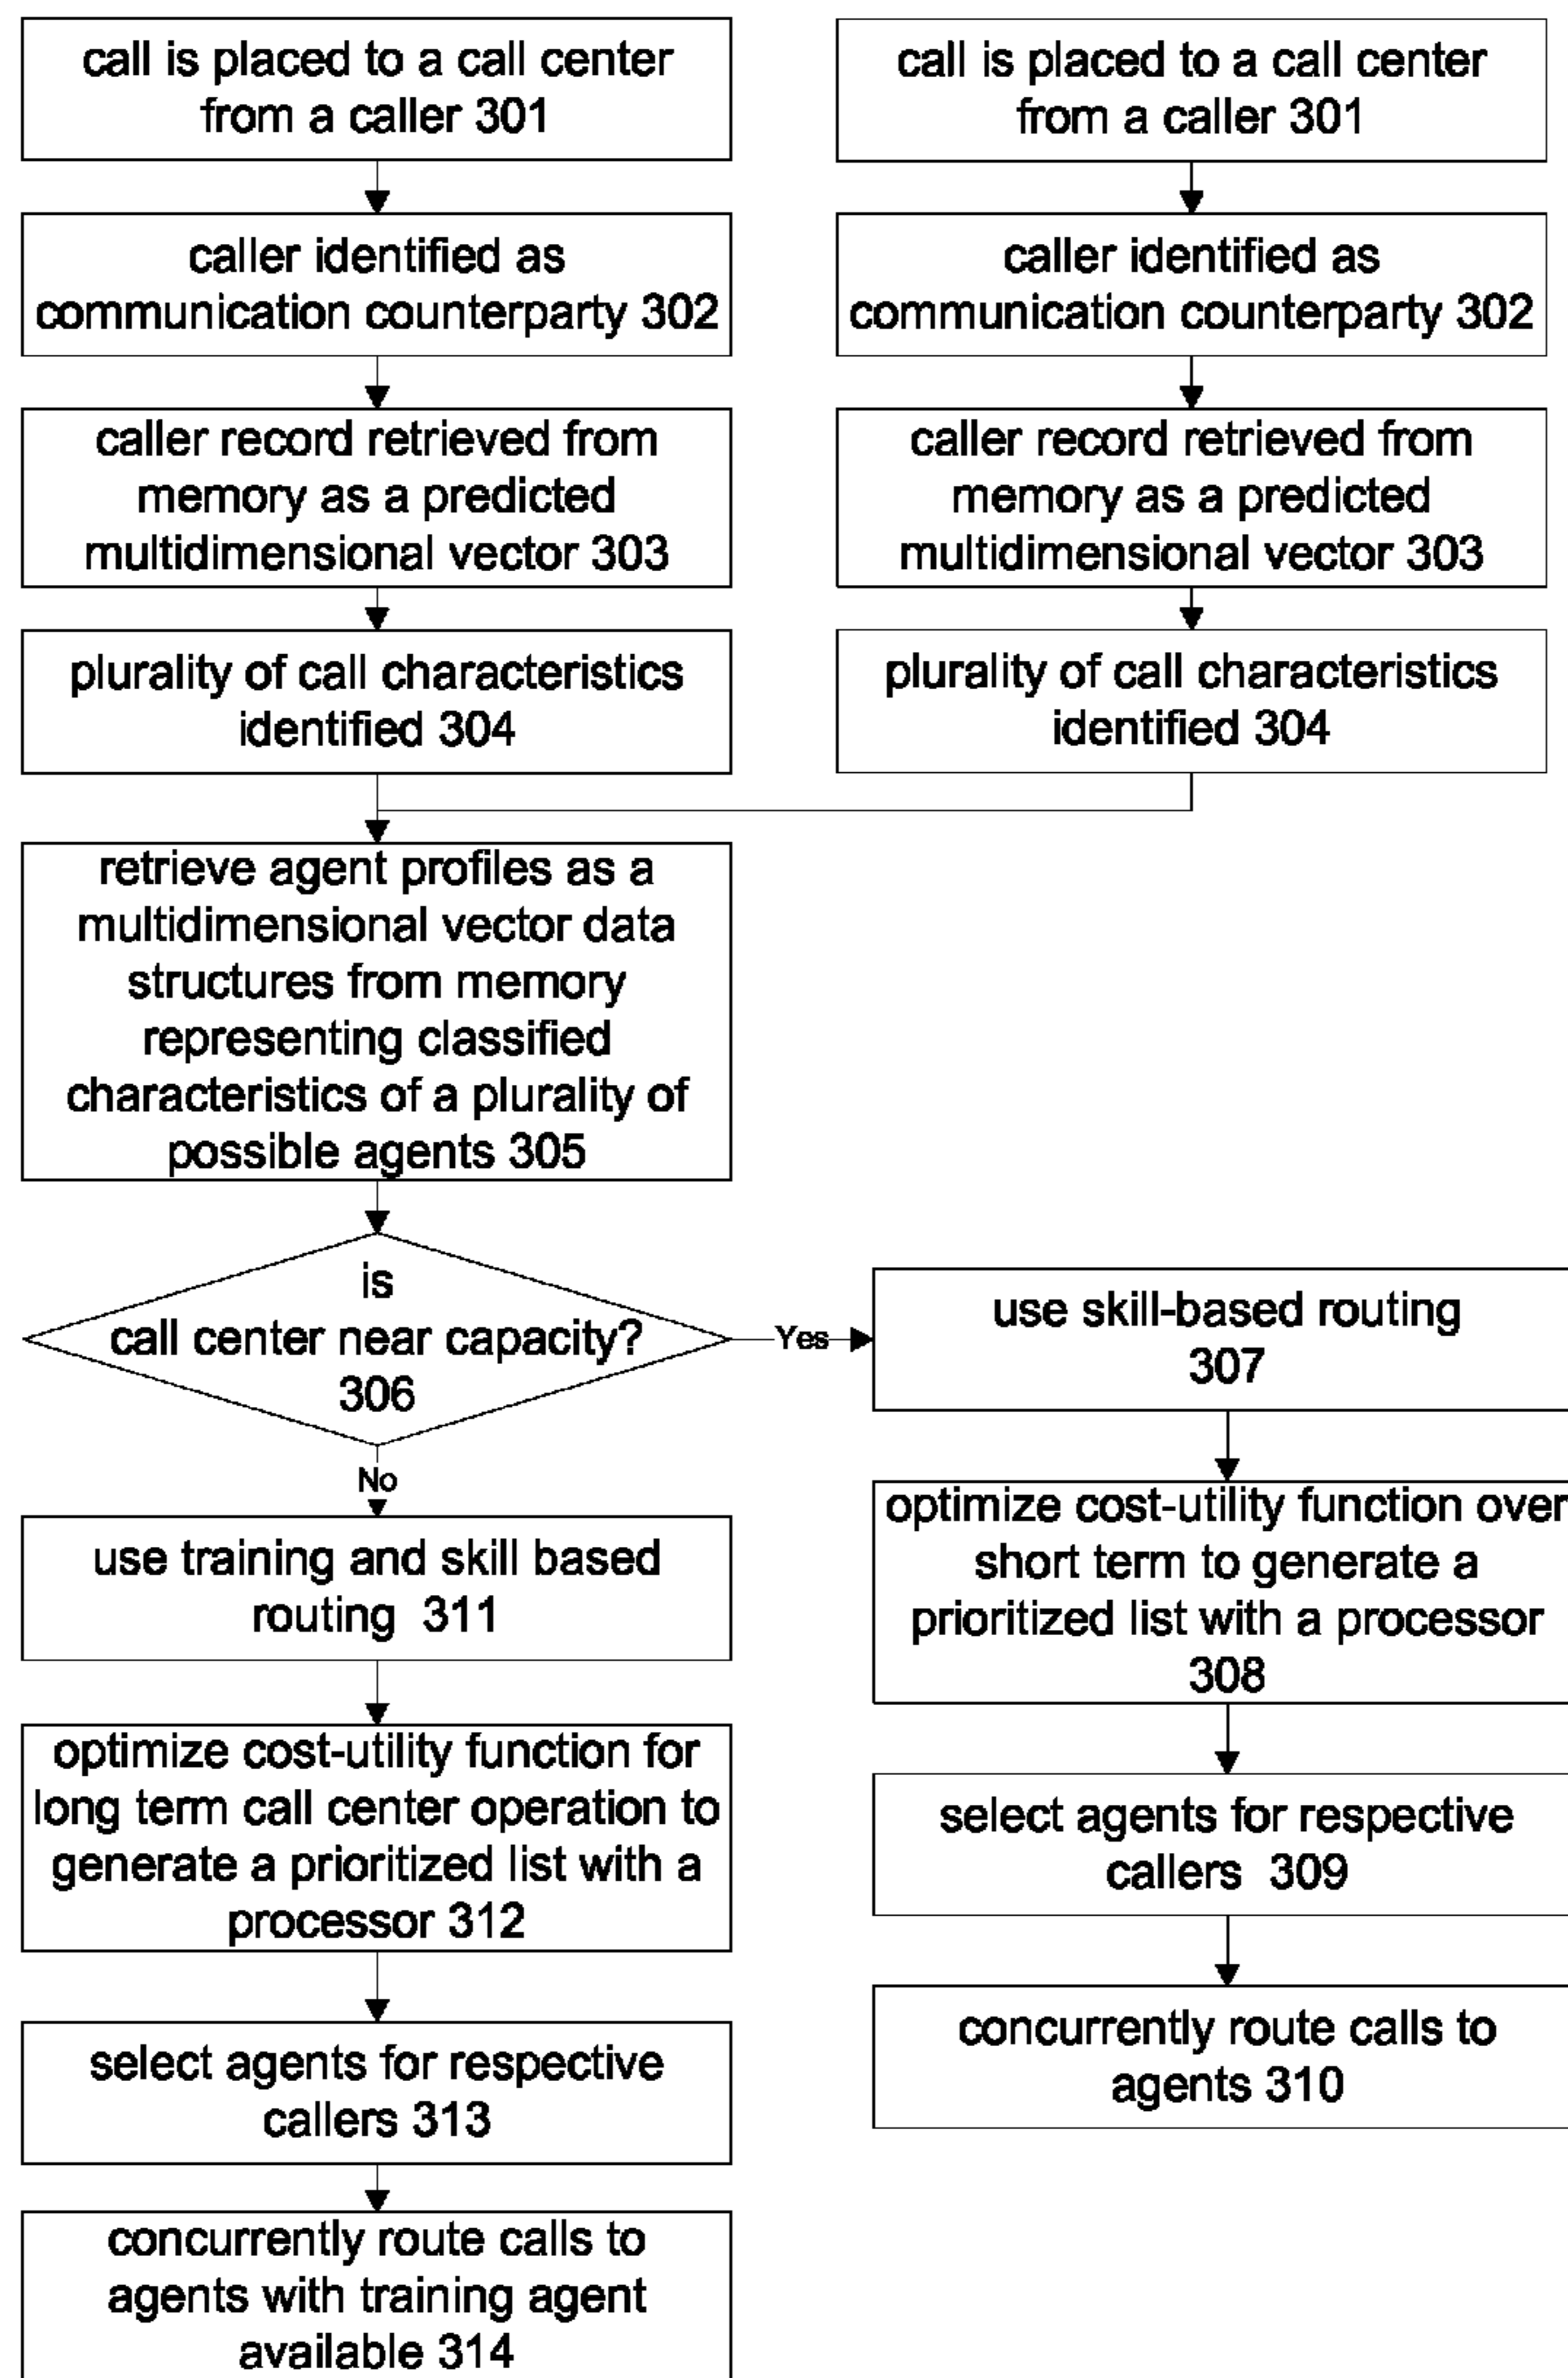 call is placed to a call center
from a caller 301
caller identified as
communication counterparty 302
caller record retrieved from
memory as a predicted
multidimensional vector 303
plurality of call characteristics
identified 304
call is placed to a call center
from a caller 301
caller identified as
communication counterparty 302
caller record retrieved from
memory as a predicted
multidimensional vector 303
plurality of call characteristics
identified 304
retrieve agent profiles as a
multidimensional vector data
structures from memory
representing classified
characteristics of a plurality of
possible agents 305
is
call center near capacity?
306
Yes
use skill-based routing
307
optimize cost-utility function over
short term to generate a
prioritized list with a processor
308
select agents for respective
callers 309
concurrently route calls to
agents 310
No
use training and skill based
routing 311
optimize cost-utility function for
long term call center operation to
generate a prioritized list with a
processor 312
select agents for respective
callers 313
concurrently route calls to
agents with training agent
available 314